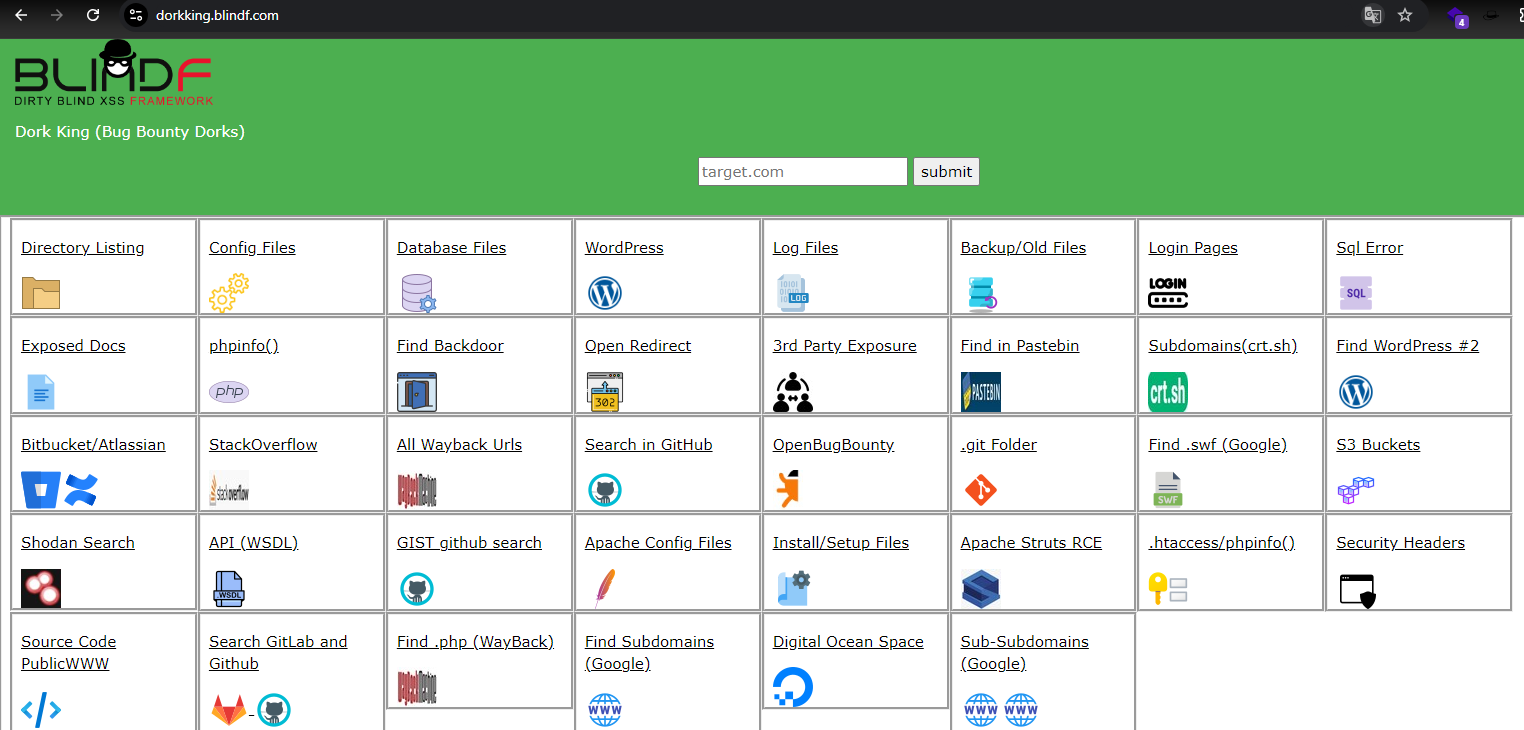 dorkking.blindf.com
4
BLINDF
DIRTY BLIND XSS FRAMEWORK
Dork King (Bug Bounty Dorks)
target.com submit
Directory Listing Config Files Database Files WordPress Log Files Backup/Old Files Login Pages Sql Error
LOG LOGIN SQL
Exposed Docs phpinfo() Find Backdoor Open Redirect 3rd Party Exposure Find in Pastebin Subdomains(crt.sh) Find WordPress #2
php 302 PASTEBIN crt.sh
Bitbucket/Atlassian StackOverflow All Wayback Urls Search in GitHub OpenBugBounty .git Folder Find .swf (Google) S3 Buckets
stackoverflow SWF
Shodan Search API (WSDL) GIST github search Apache Config Files Install/Setup Files Apache Struts RCE .htaccess/phpinfo() Security Headers
WSDL
Source Code Search GitLab and Find .php (WayBack) Find Subdomains Digital Ocean Space Sub-Subdomains
PublicWWW Github (Google) (Google)
WWW WWW WWW